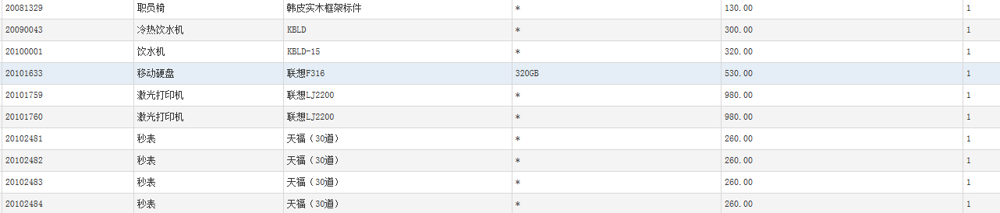 20081329 职员椅 韩皮实木框架标件 * 130.00 1
20090043 冷热饮水机 KBLD * 300.00 1
20100001 饮水机 KBLD-15 * 320.00 1
20101633 移动硬盘 联想F316 320GB 530.00 1
20101759 激光打印机 联想LJ2200 * 980.00 1
20101760 激光打印机 联想LJ2200 * 980.00 1
20102481 秒表 天福（30道） * 260.00 1
20102482 秒表 天福（30道） * 260.00 1
20102483 秒表 天福（30道） * 260.00 1
20102484 秒表 天福（30道） * 260.00 1